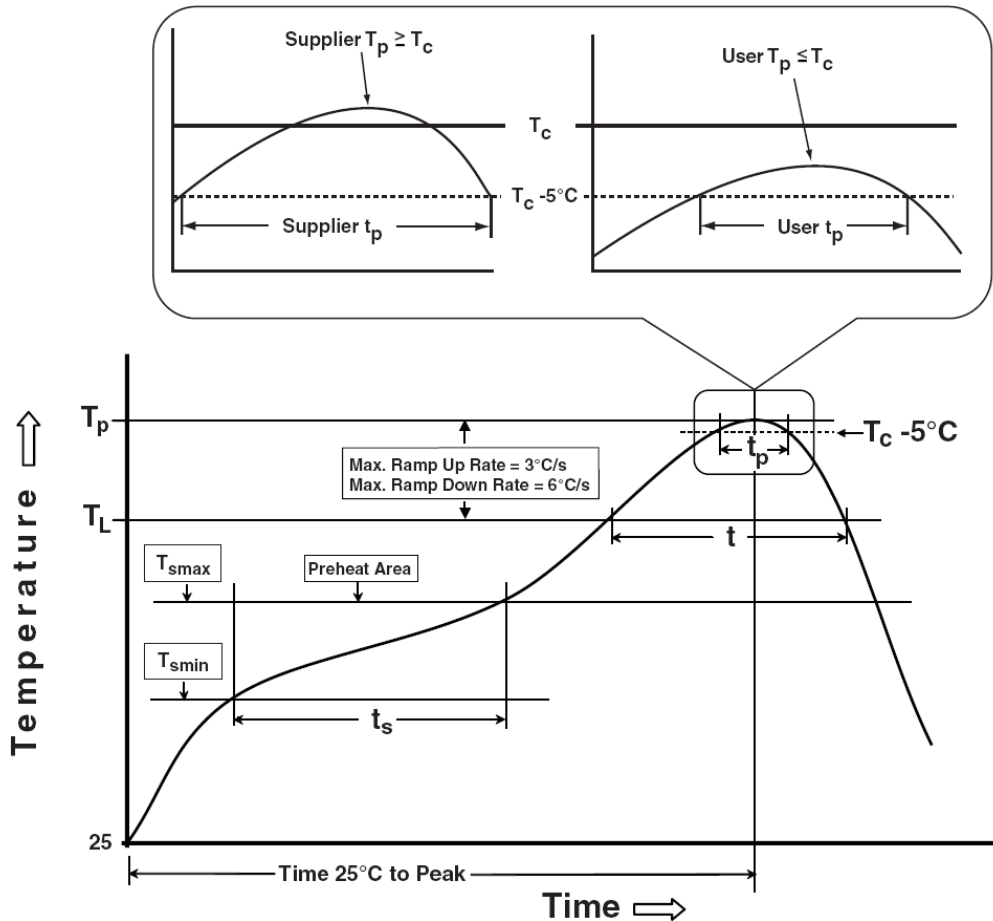 Supplier Tp ≥ Tc
User Tp ≤ Tc
Tc
Tc -5°C
Supplier tp
User tp
Tp
Tc -5°C
tp
Max. Ramp Up Rate = 3°C/s
Max. Ramp Down Rate = 6°C/s
TL
t
Tsmax
Preheat Area
Tsmin
ts
Temperature
25
Time 25°C to Peak
Time